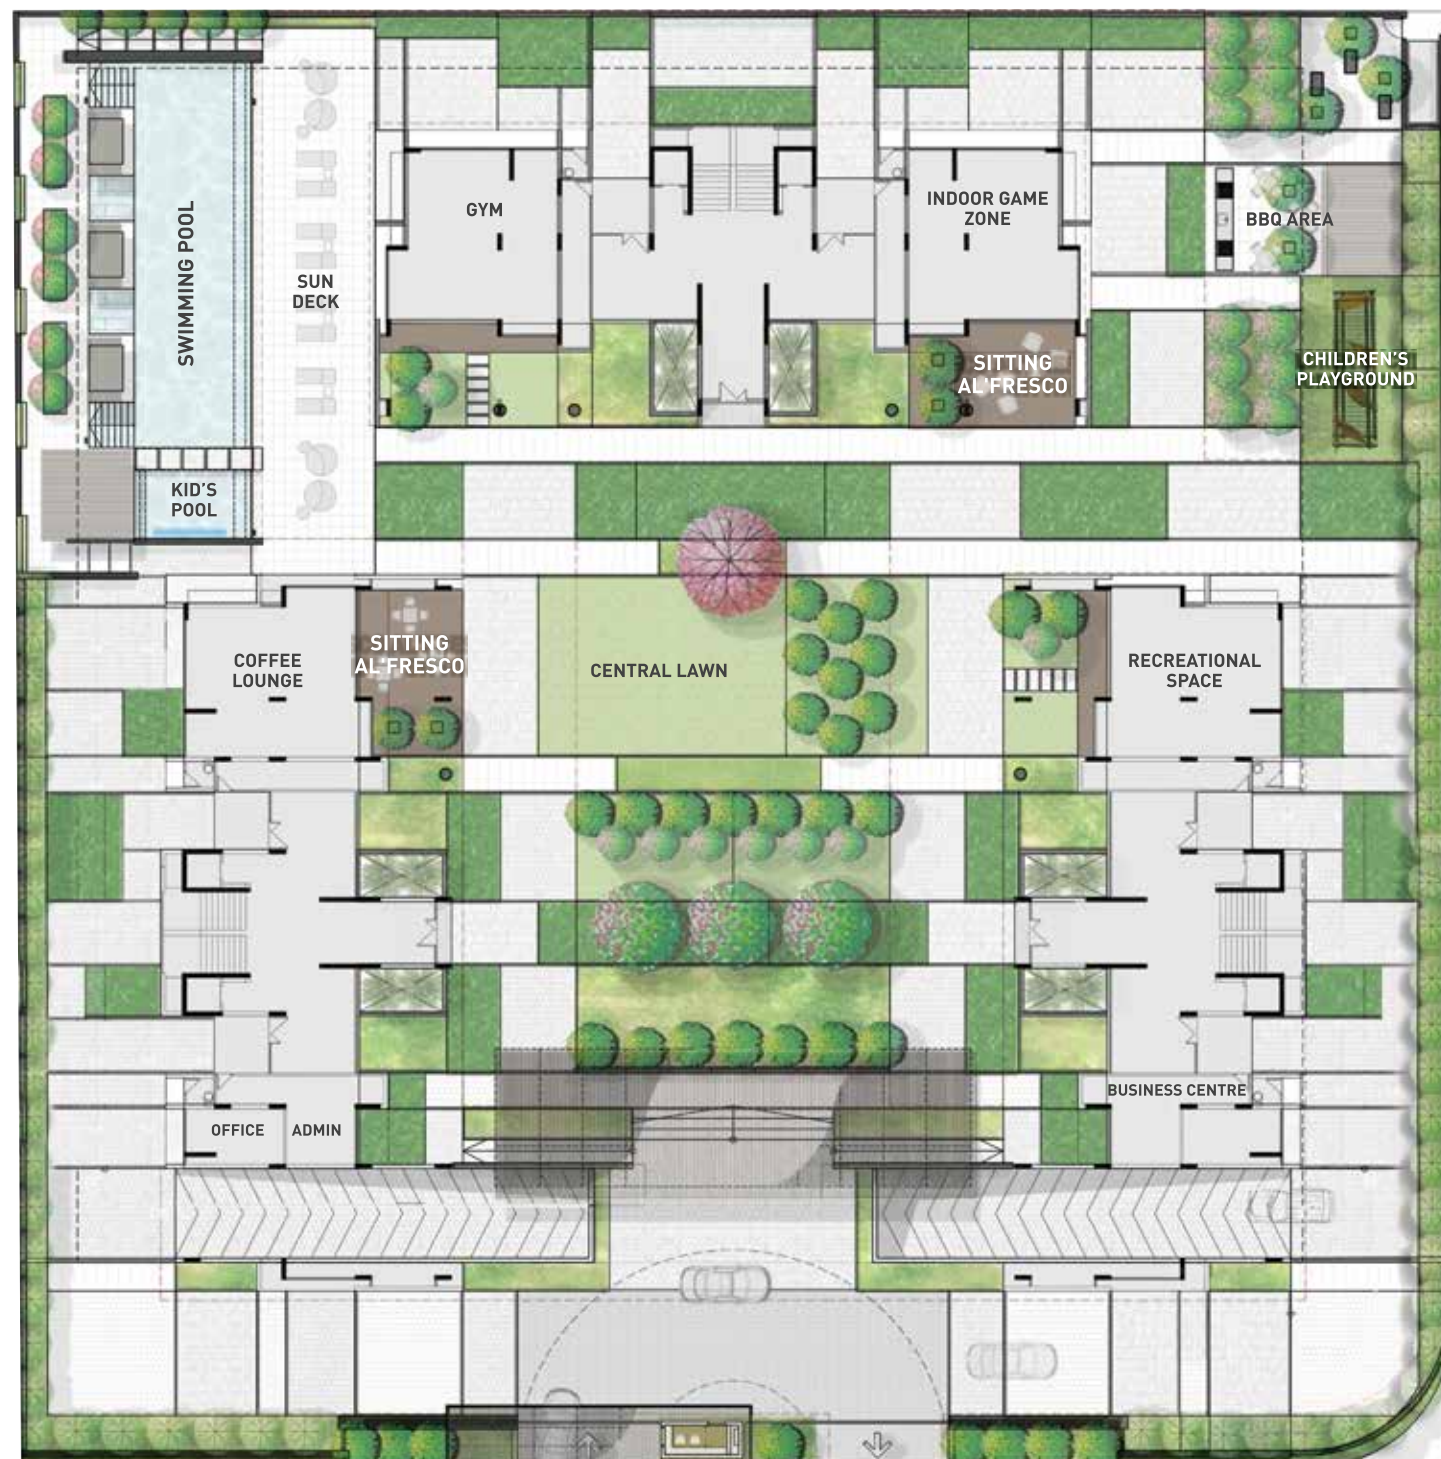 GYM
INDOOR GAME
ZONE
BBQ AREA
SWIMMING POOL
SUN
DECK
SITTING
AL'FRESCO
CHILDREN'S
PLAYGROUND
KID'S
POOL
COFFEE
LOUNGE
SITTING
AL'FRESCO
CENTRAL LAWN
RECREATIONAL
SPACE
BUSINESS CENTRE
OFFICE
ADMIN